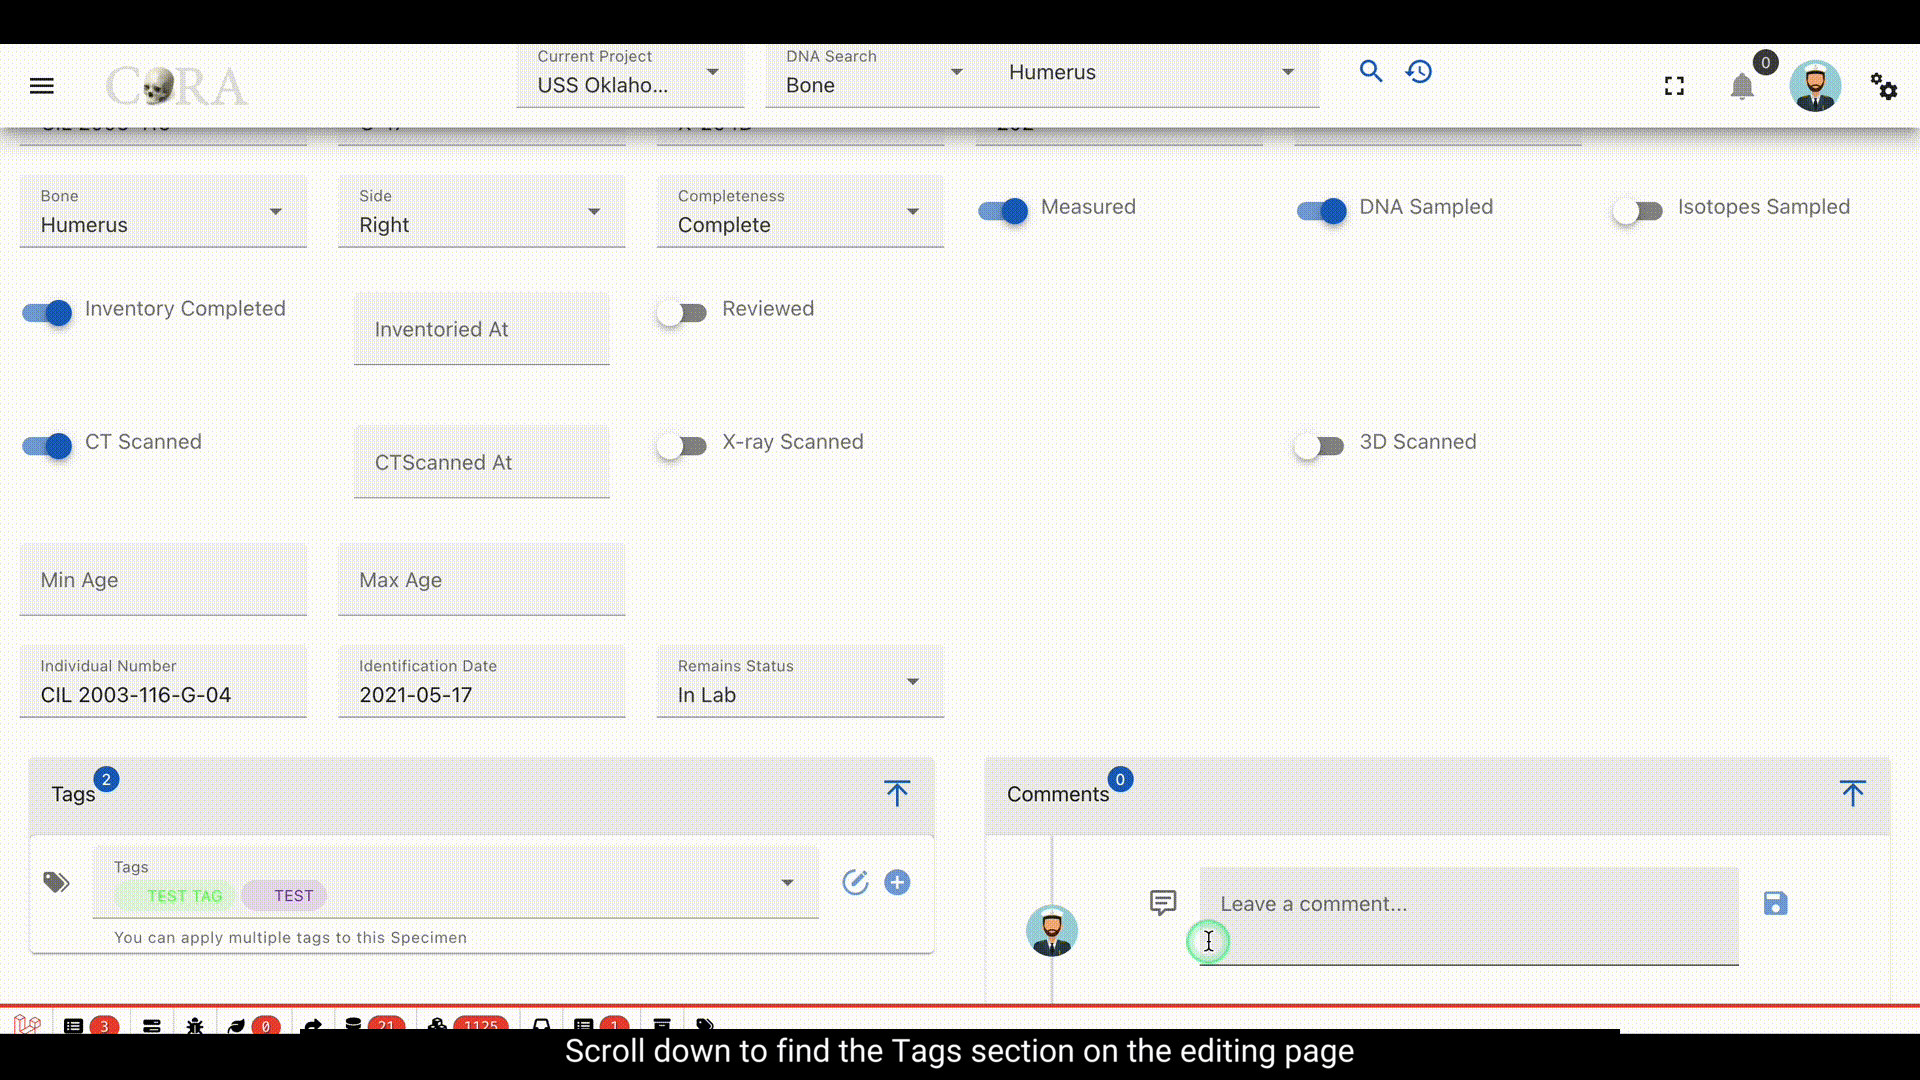 CORA
Current Project
USS Oklaho...
DNA Search
Bone
Humerus
0
Bone
Humerus
Side
Right
Completeness
Complete
Measured
DNA Sampled
Isotopes Sampled
Inventory Completed
Inventoried At
Reviewed
CT Scanned
CTScanned At
X-ray Scanned
3D Scanned
Min Age
Max Age
Individual Number
CIL 2003-116-G-04
Identification Date
2021-05-17
Remains Status
In Lab
Tags
2
Comments
0
Tags
TEST TAG
TEST
You can apply multiple tags to this Specimen
Leave a comment...
3
0
21
1125
1
Scroll down to find the Tags section on the editing page